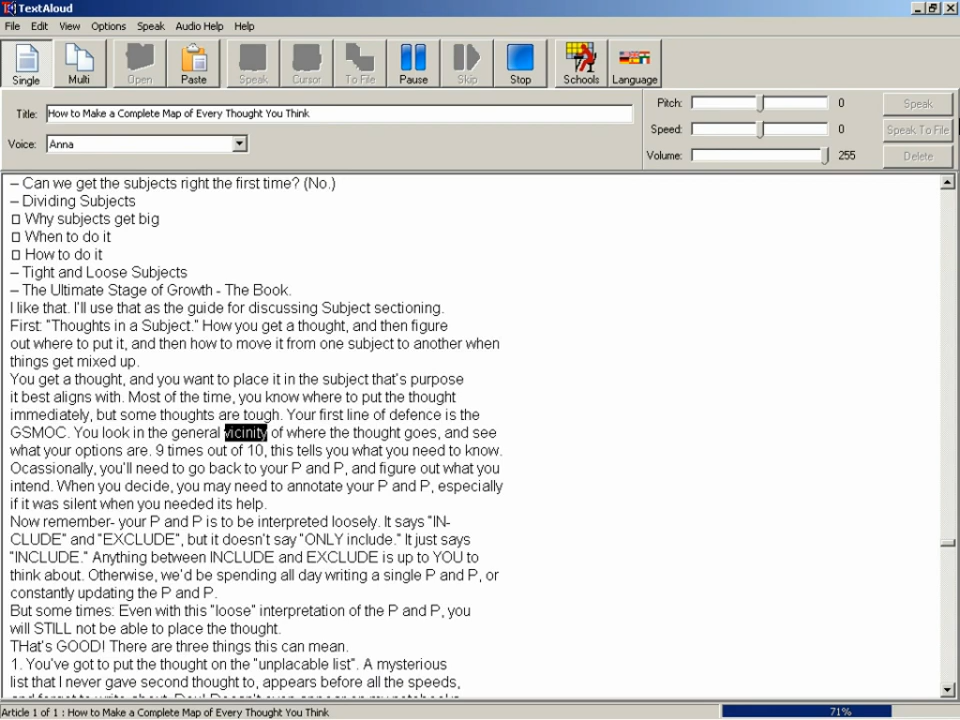 TextAloud
File Edit View Options Speak Audio Help Help
Single Multi Open Paste Speak Cursor To File Pause Skip Stop Schools Language
Title: How to Make a Complete Map of Every Thought You Think
Voice: Anna
Pitch: 0 Speak
Speed: 0 Speak To File
Volume: 255 Delete
– Can we get the subjects right the first time? (No.)
– Dividing Subjects
Why subjects get big
When to do it
How to do it
– Tight and Loose Subjects
– The Ultimate Stage of Growth - The Book.
I like that. I'll use that as the guide for discussing Subject sectioning.
First: "Thoughts in a Subject." How you get a thought, and then figure
out where to put it, and then how to move it from one subject to another when
things get mixed up.
You get a thought, and you want to place it in the subject that's purpose
it best aligns with. Most of the time, you know where to put the thought
immediately, but some thoughts are tough. Your first line of defence is the
GSMOC. You look in the general vicinity of where the thought goes, and see
what your options are. 9 times out of 10, this tells you what you need to know.
Ocassionally, you'll need to go back to your P and P, and figure out what you
intend. When you decide, you may need to annotate your P and P, especially
if it was silent when you needed its help.
Now remember- your P and P is to be interpreted loosely. It says "IN-
CLUDE" and "EXCLUDE", but it doesn't say "ONLY include." It just says
"INCLUDE." Anything between INCLUDE and EXCLUDE is up to YOU to
think about. Otherwise, we'd be spending all day writing a single P and P, or
constantly updating the P and P.
But some times: Even with this "loose" interpretation of the P and P, you
will STILL not be able to place the thought.
THat's GOOD! There are three things this can mean.
1. You've got to put the thought on the "unplacable list". A mysterious
list that I never gave second thought to, appears before all the speeds,
Article 1 of 1 : How to Make a Complete Map of Every Thought You Think 71%